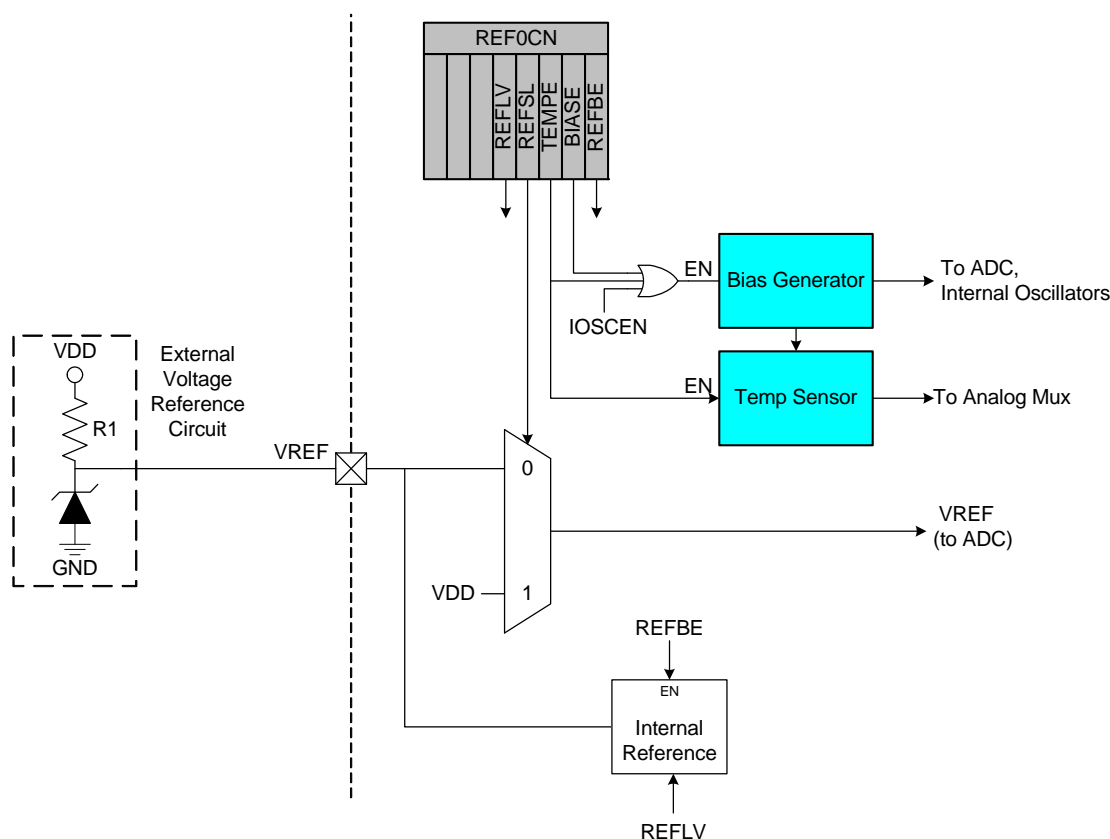 REF0CN
REFLV
REFSL
TEMPE
BIASE
REFBE
EN
Bias Generator
To ADC,
Internal Oscillators
IOSCEN
VDD
R1
GND
External
Voltage
Reference
Circuit
EN
Temp Sensor
To Analog Mux
VREF
0
1
VDD
VREF
(to ADC)
REFBE
EN
Internal
Reference
REFLV